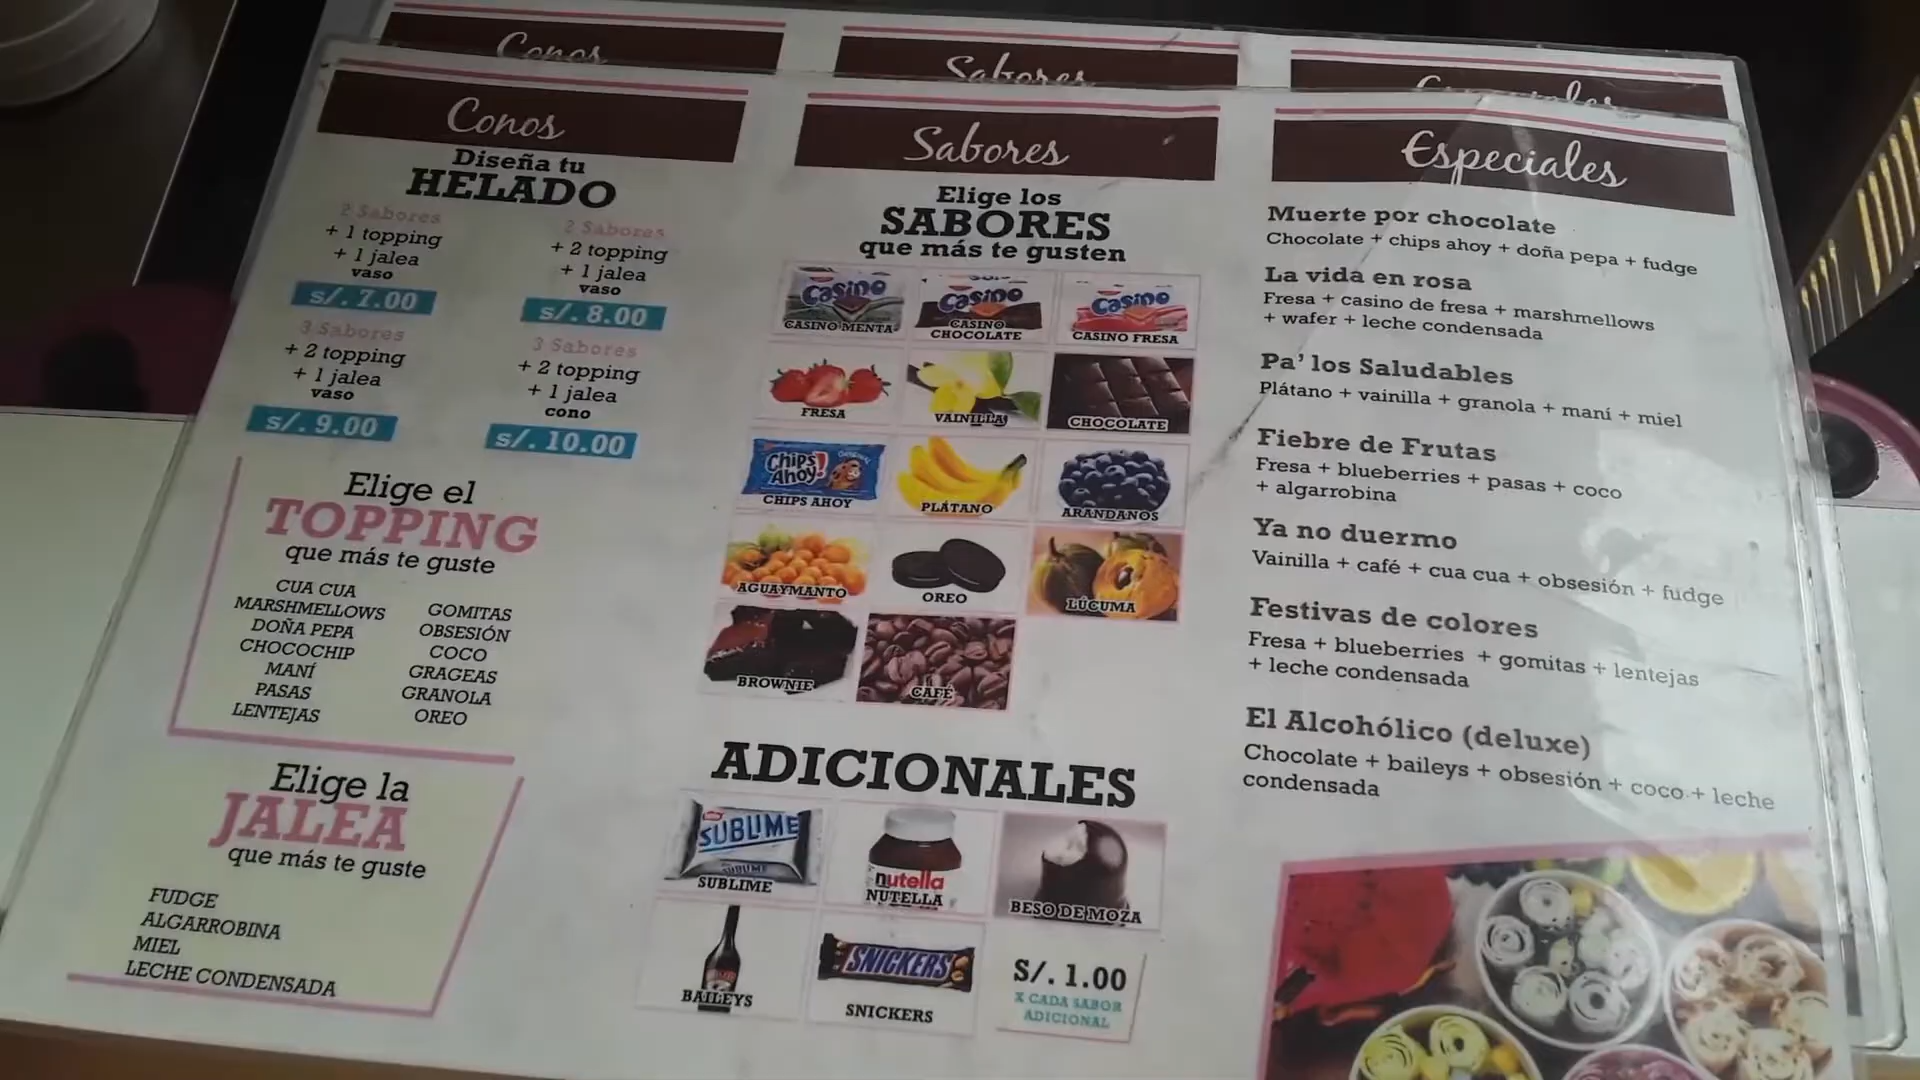 Conos
Sabores
Conos
Diseña tu
HELADO
2 Sabores
+ 1 topping
+ 1 jalea
vaso
s/. 7.00
2 Sabores
+ 2 topping
+ 1 jalea
vaso
s/. 8.00
3 Sabores
+ 2 topping
+ 1 jalea
vaso
s/. 9.00
3 Sabores
+ 2 topping
+ 1 jalea
cono
s/. 10.00
Elige el
TOPPING
que más te guste
CUA CUA
MARSHMELLOWS
DOÑA PEPA
CHOCOCHIP
MANÍ
PASAS
LENTEJAS
GOMITAS
OBSESIÓN
COCO
GRAGEAS
GRANOLA
OREO
Elige la
JALEA
que más te guste
FUDGE
ALGARROBINA
MIEL
LECHE CONDENSADA
Sabores
Elige los
SABORES
que más te gusten
Casino
CASINO MENTA
Casino
CASINO
CHOCOLATE
Casino
CASINO FRESA
FRESA
VAINILLA
CHOCOLATE
Chips Ahoy!
ORIGINAL
CHIPS AHOY
PLÁTANO
ARANDANOS
AGUAYMANTO
OREO
LÚCUMA
BROWNIE
CAFÉ
ADICIONALES
SUBLIME
SUBLIME
SUBLIME
nutella
NUTELLA
BESO DE MOZA
BAILEYS
SNICKERS
SNICKERS
S/. 1.00
X CADA SABOR
ADICIONAL
Especiales
Muerte por chocolate
Chocolate + chips ahoy + doña pepa + fudge
La vida en rosa
Fresa + casino de fresa + marshmellows
+ wafer + leche condensada
Pa' los Saludables
Plátano + vainilla + granola + maní + miel
Fiebre de Frutas
Fresa + blueberries + pasas + coco
+ algarrobina
Ya no duermo
Vainilla + café + cua cua + obsesión + fudge
Festivas de colores
Fresa + blueberries + gomitas + lentejas
+ leche condensada
El Alcohólico (deluxe)
Chocolate + baileys + obsesión + coco + leche
condensada